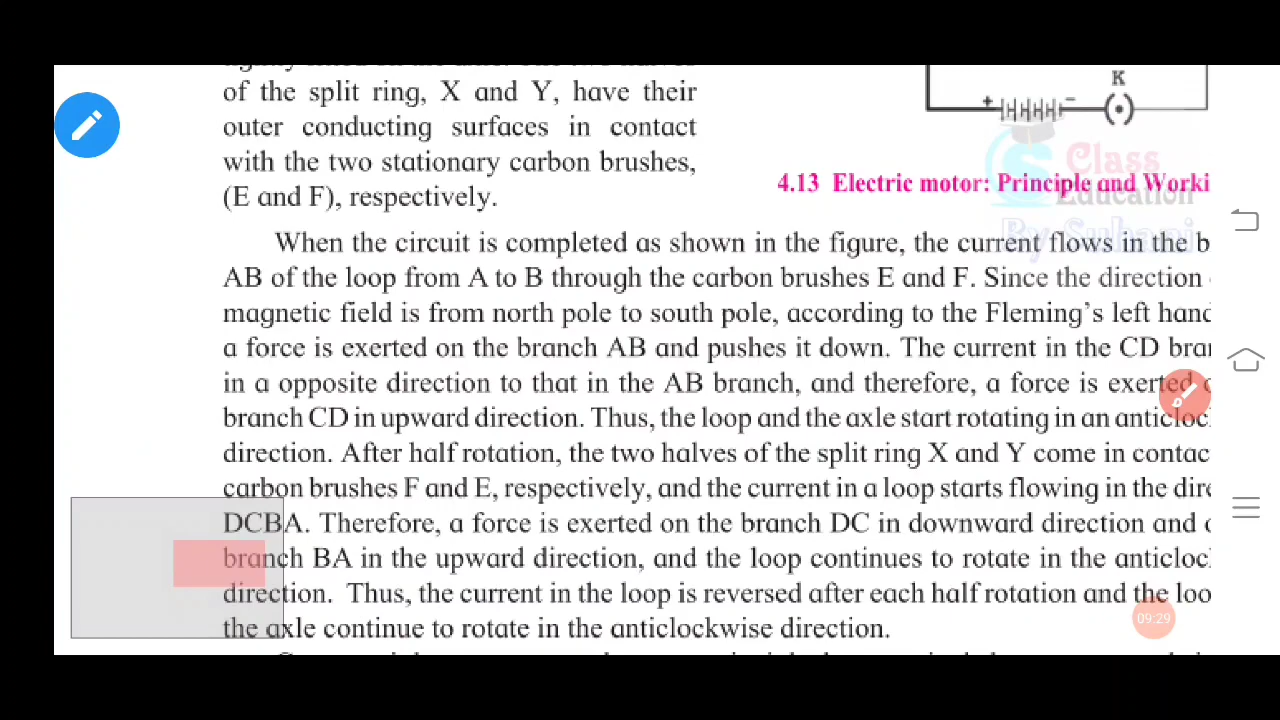 of the split ring, X and Y, have their
outer conducting surfaces in contact
with the two stationary carbon brushes,
(E and F), respectively.
K
+
-
Class
Education
By Suhani
4.13 Electric motor: Principle and Worki
When the circuit is completed as shown in the figure, the current flows in the b
AB of the loop from A to B through the carbon brushes E and F. Since the direction
magnetic field is from north pole to south pole, according to the Fleming's left hand
a force is exerted on the branch AB and pushes it down. The current in the CD bran
in a opposite direction to that in the AB branch, and therefore, a force is exerted
branch CD in upward direction. Thus, the loop and the axle start rotating in an anticloc
direction. After half rotation, the two halves of the split ring X and Y come in contac
carbon brushes F and E, respectively, and the current in a loop starts flowing in the dire
DCBA. Therefore, a force is exerted on the branch DC in downward direction and
branch BA in the upward direction, and the loop continues to rotate in the anticloc
direction. Thus, the current in the loop is reversed after each half rotation and the loo
the axle continue to rotate in the anticlockwise direction.
09:29